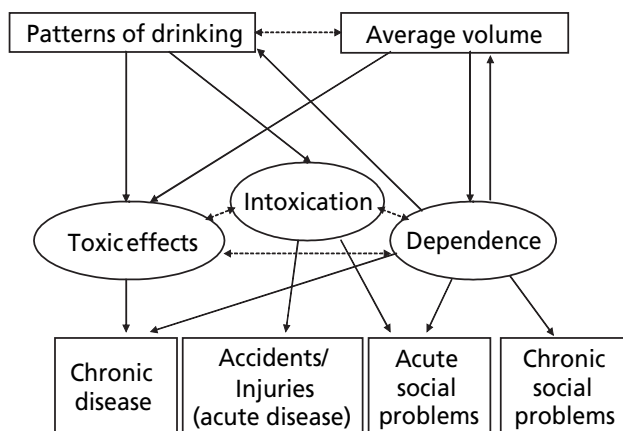 Patterns of drinking
Average volume
Intoxication
Toxic effects
Dependence
Chronic
disease
Accidents/
Injuries
(acute disease)
Acute
social
problems
Chronic
social
problems